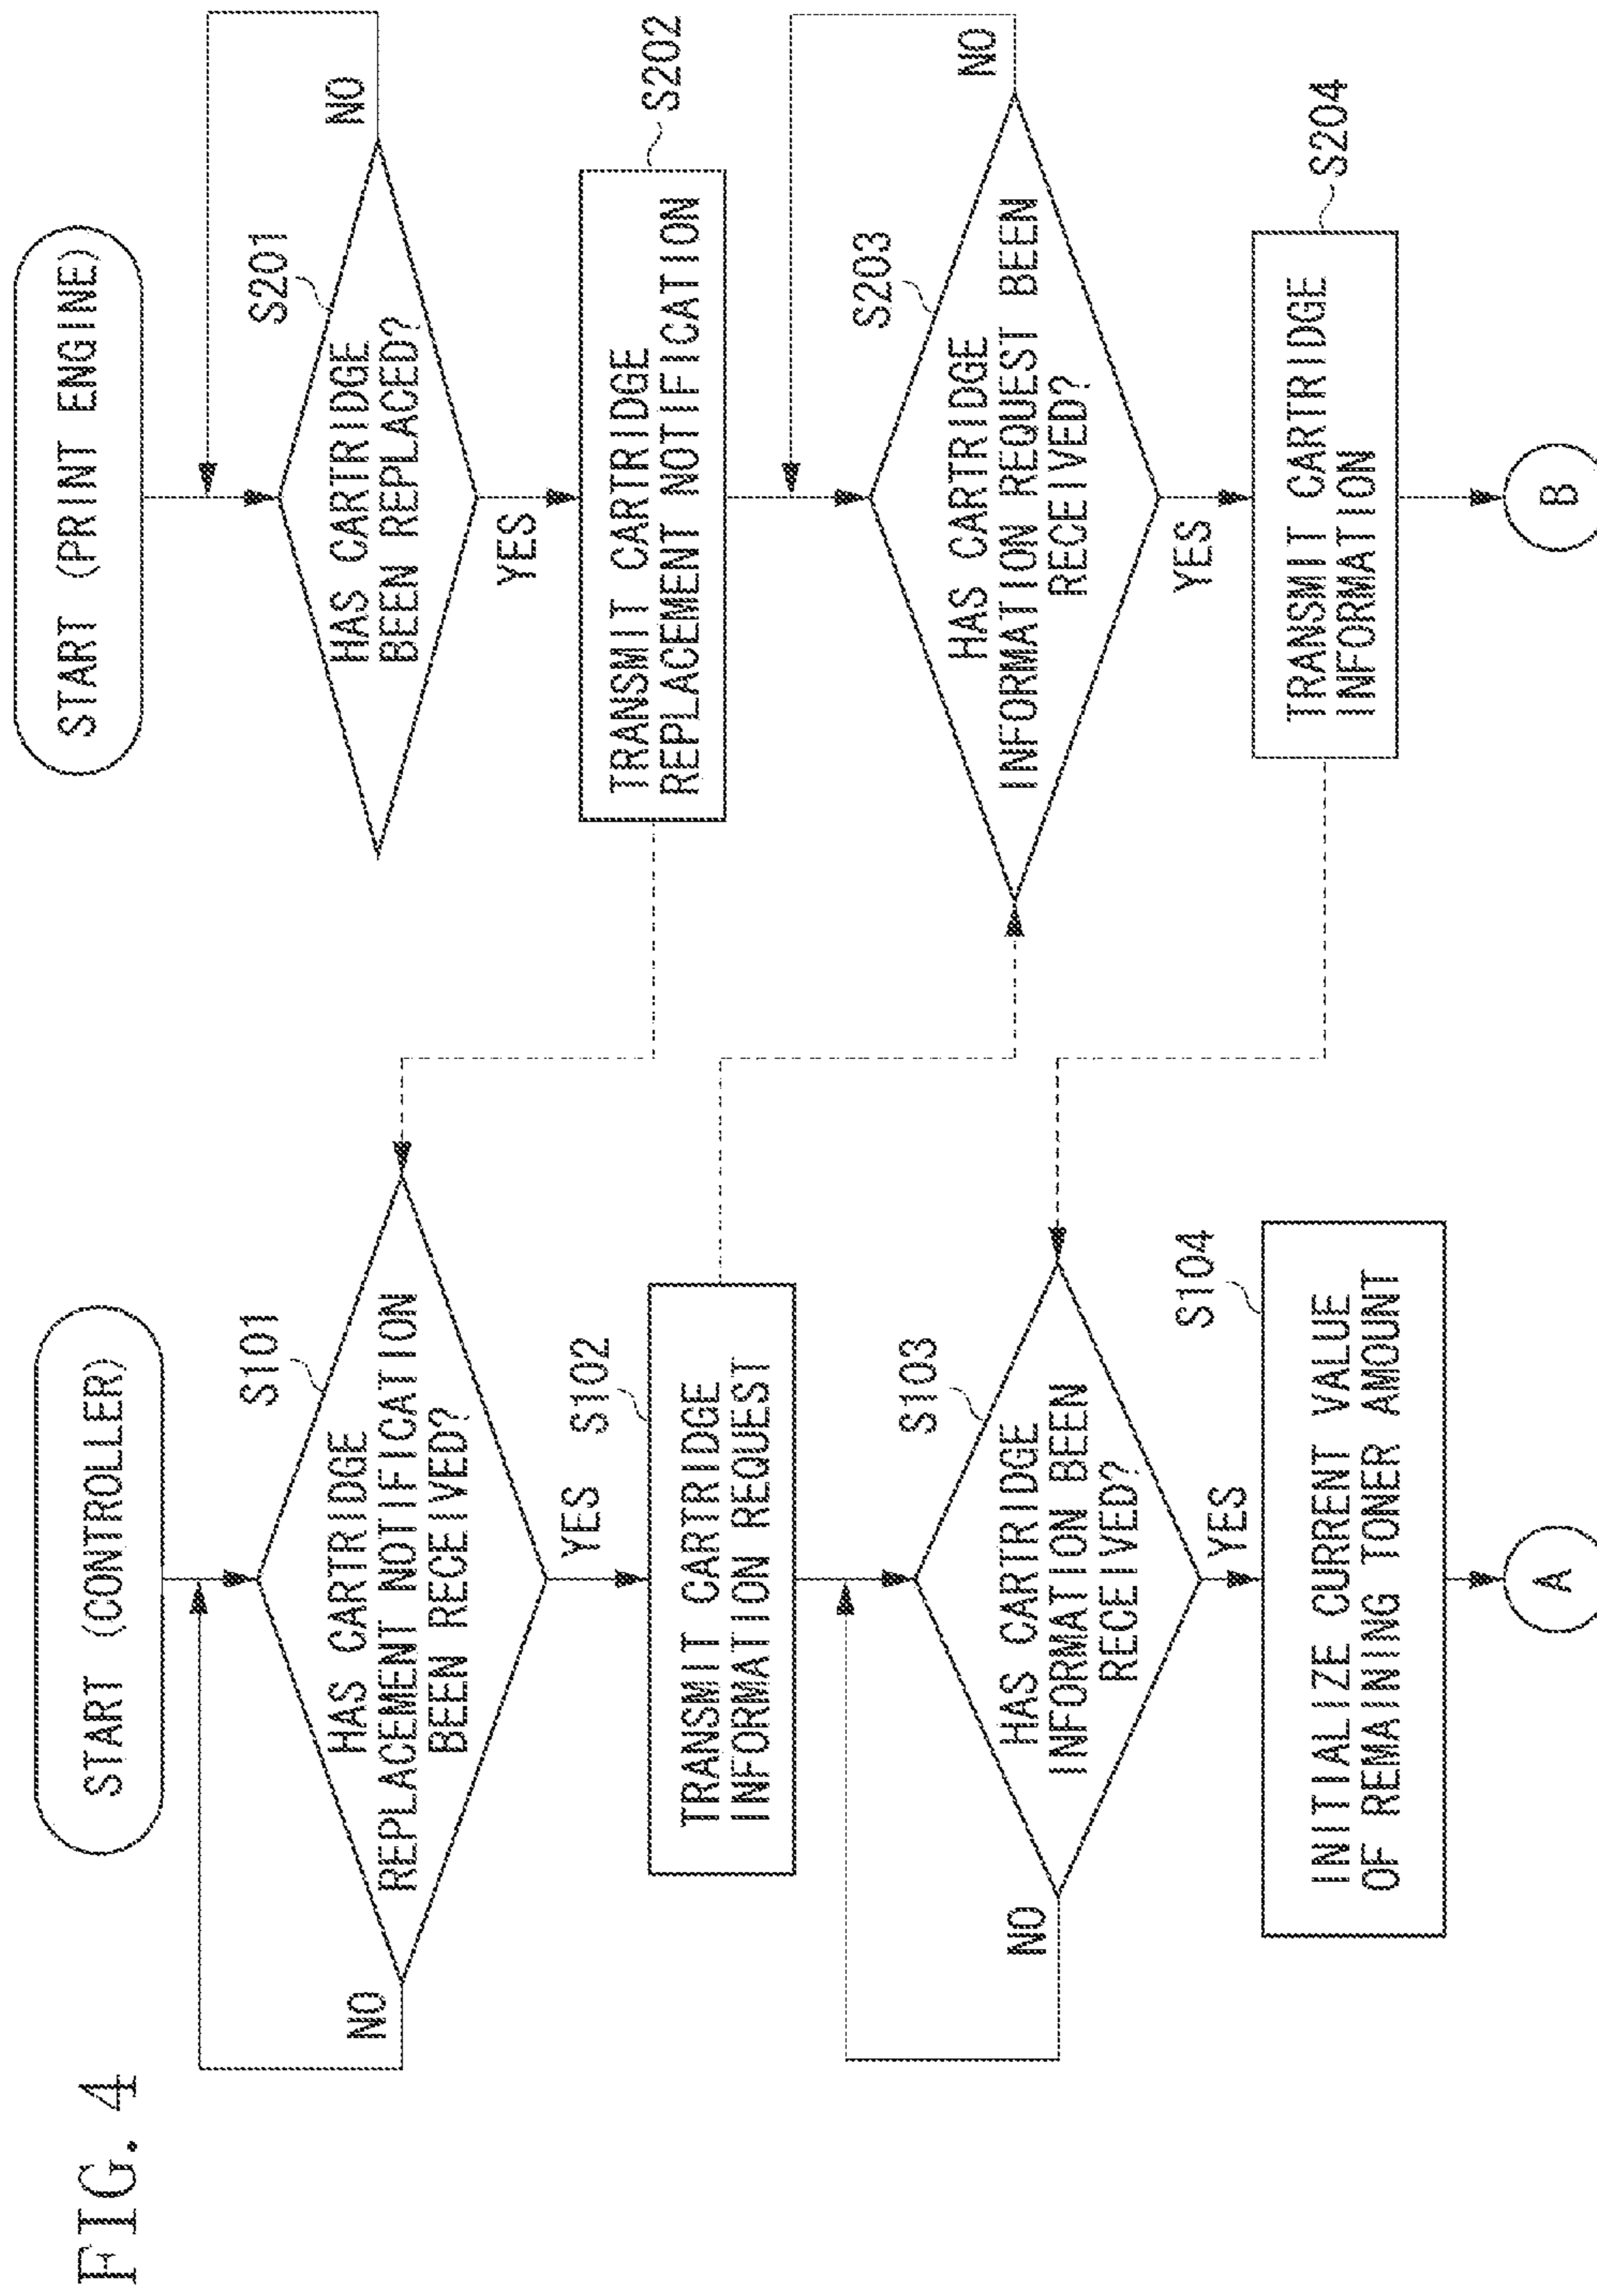 FIG. 4
START (CONTROLLER)
S101
HAS CARTRIDGE
REPLACEMENT NOTIFICATION
BEEN RECEIVED?
NO
YES
S102
TRANSMIT CARTRIDGE
INFORMATION REQUEST
S103
HAS CARTRIDGE
INFORMATION BEEN
RECEIVED?
NO
YES
S104
INITIALIZE CURRENT VALUE
OF REMAINING TONER AMOUNT
A
START (PRINT ENGINE)
S201
HAS CARTRIDGE
BEEN REPLACED?
NO
YES
S202
TRANSMIT CARTRIDGE
REPLACEMENT NOTIFICATION
S203
HAS CARTRIDGE
INFORMATION REQUEST BEEN
RECEIVED?
NO
YES
S204
TRANSMIT CARTRIDGE
INFORMATION
B